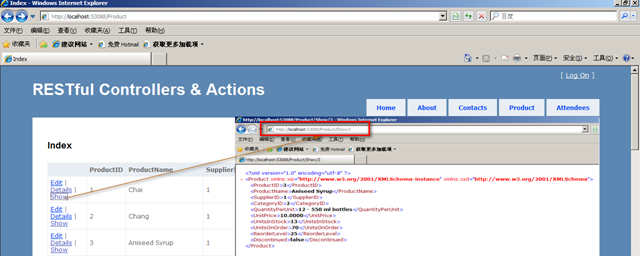 Index - Windows Internet Explorer
http://localhost:53088/Product
百度
文件(F) 编辑(E) 查看(V) 收藏夹(A) 工具(T) 帮助(H)
收藏夹 建议网站 免费 Hotmail 获取更多加载项
Index
页面(P) 安全(S) 工具(O)
[ Log On ]
RESTful Controllers & Actions
Home About Contacts Product Attendees
Index
ProductID ProductName Supplier
Edit |
Details |
Show
1 Chai 1
Edit |
Details |
Show
2 Chang 1
Edit |
Details |
Show
3 Aniseed Syrup 1
http://localhost:53088/Product/Show/3 - Windows Internet Explorer
http://localhost:53088/Product/Show/3
文件(F) 编辑(E) 查看(V) 收藏夹(A) 工具(T) 帮助(H)
收藏夹 建议网站 免费 Hotmail 获取更多加载项
http://localhost:53088/Product/Show/3
<?xml version="1.0" encoding="utf-8" ?>
- <Product xmlns:xsi="http://www.w3.org/2001/XMLSchema-instance" xmlns:xsd="http://www.w3.org/2001/XMLSchema">
<ProductID>3</ProductID>
<ProductName>Aniseed Syrup</ProductName>
<SupplierID>1</SupplierID>
<CategoryID>2</CategoryID>
<QuantityPerUnit>12 - 550 ml bottles</QuantityPerUnit>
<UnitPrice>10.0000</UnitPrice>
<UnitsInStock>13</UnitsInStock>
<UnitsOnOrder>70</UnitsOnOrder>
<ReorderLevel>25</ReorderLevel>
<Discontinued>false</Discontinued>
</Product>